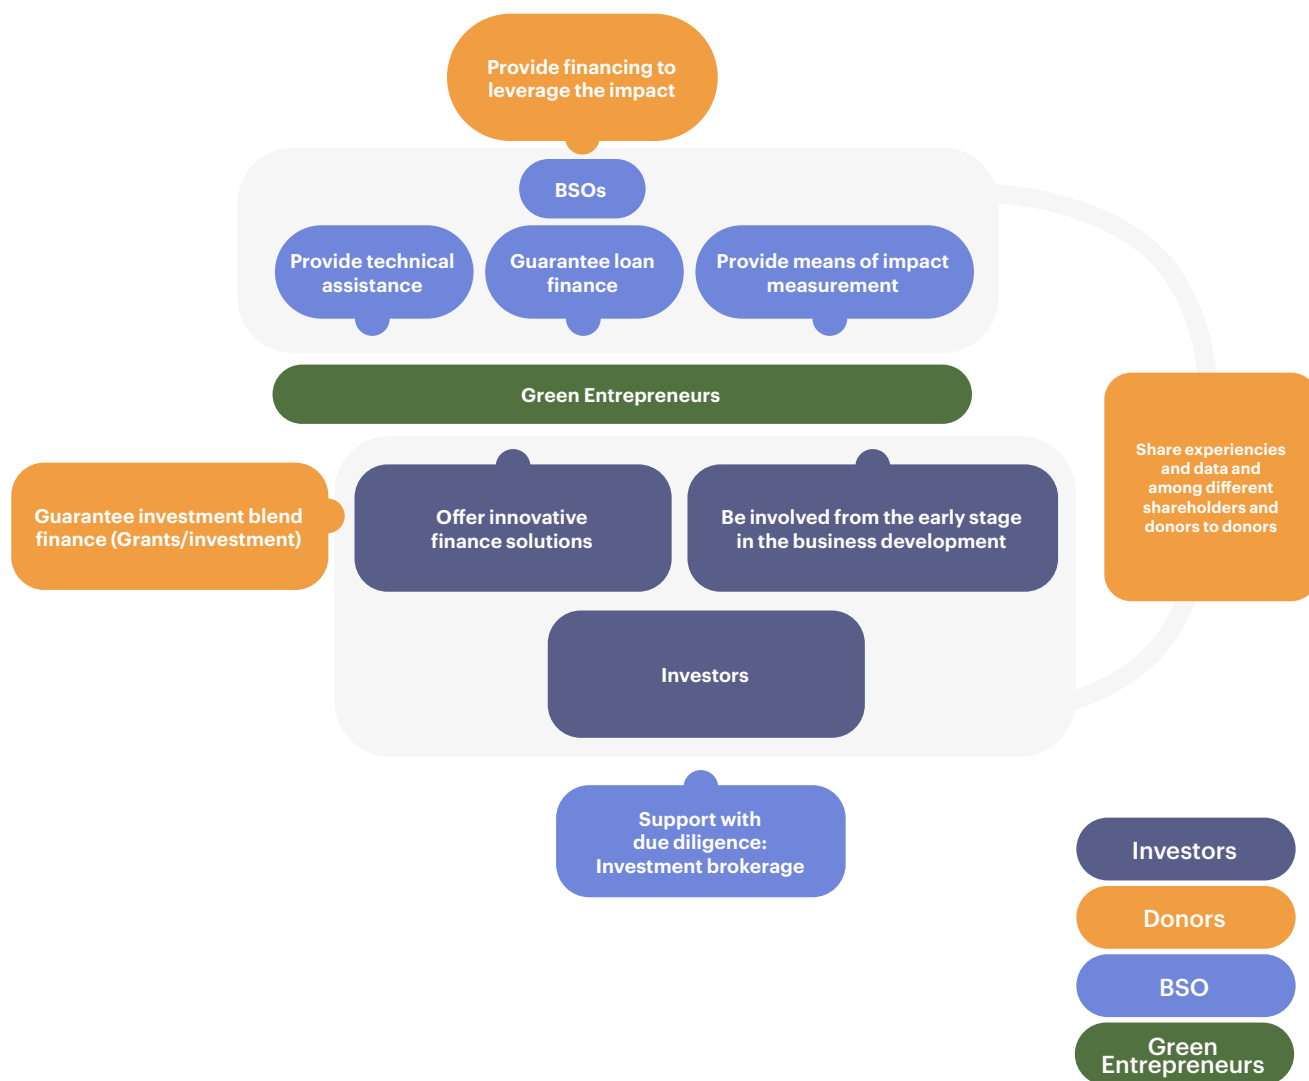 Provide financing to
leverage the impact
BSOs
Provide technical
assistance
Guarantee loan
finance
Provide means of impact
measurement
Green Entrepreneurs
Share experiencies
and data and
among different
shareholders and
donors to donors
Guarantee investment blend
finance (Grants/investment)
Offer innovative
finance solutions
Be involved from the early stage
in the business development
Investors
Support with
due diligence:
Investment brokerage
Investors
Donors
BSO
Green
Entrepreneurs